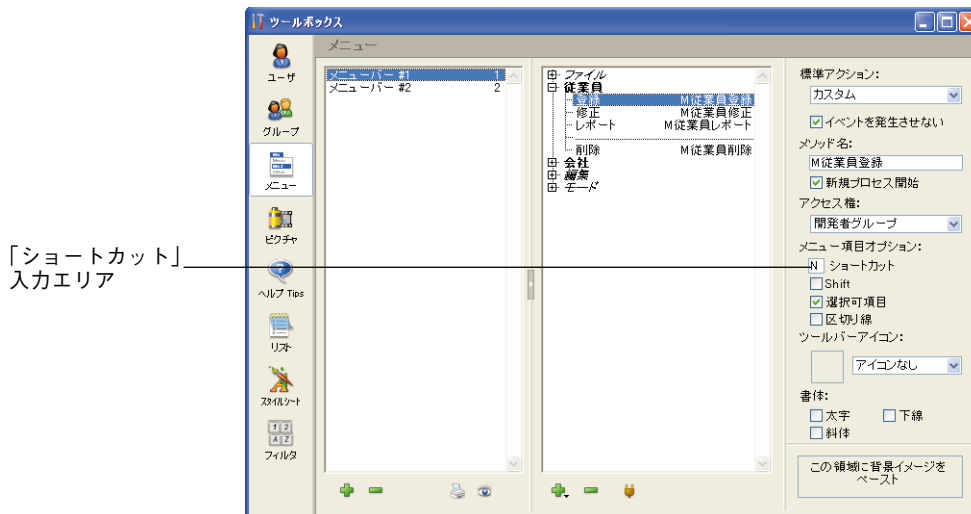 ツールボックス
メニュー
ユーザ
グループ
メニュー
ピクチャ
ヘルプ Tips
リスト
スタイルシート
フィルタ
「ショートカット」
入力エリア
メニューバー #1 1
メニューバー #2 2
ファイル
従業員
登録 M従業員登録
修正 M従業員修正
レポート M従業員レポート
削除 M従業員削除
会社
編集
モード
標準アクション:
カスタム
イベントを発生させない
メソッド名:
M従業員登録
新規プロセス開始
アクセス権:
開発者グループ
メニュー項目オプション:
N ショートカット
Shift
選択可項目
区切り線
ツールバーアイコン:
アイコンなし
書体:
太字 下線
斜体
この領域に背景イメージを
ペースト